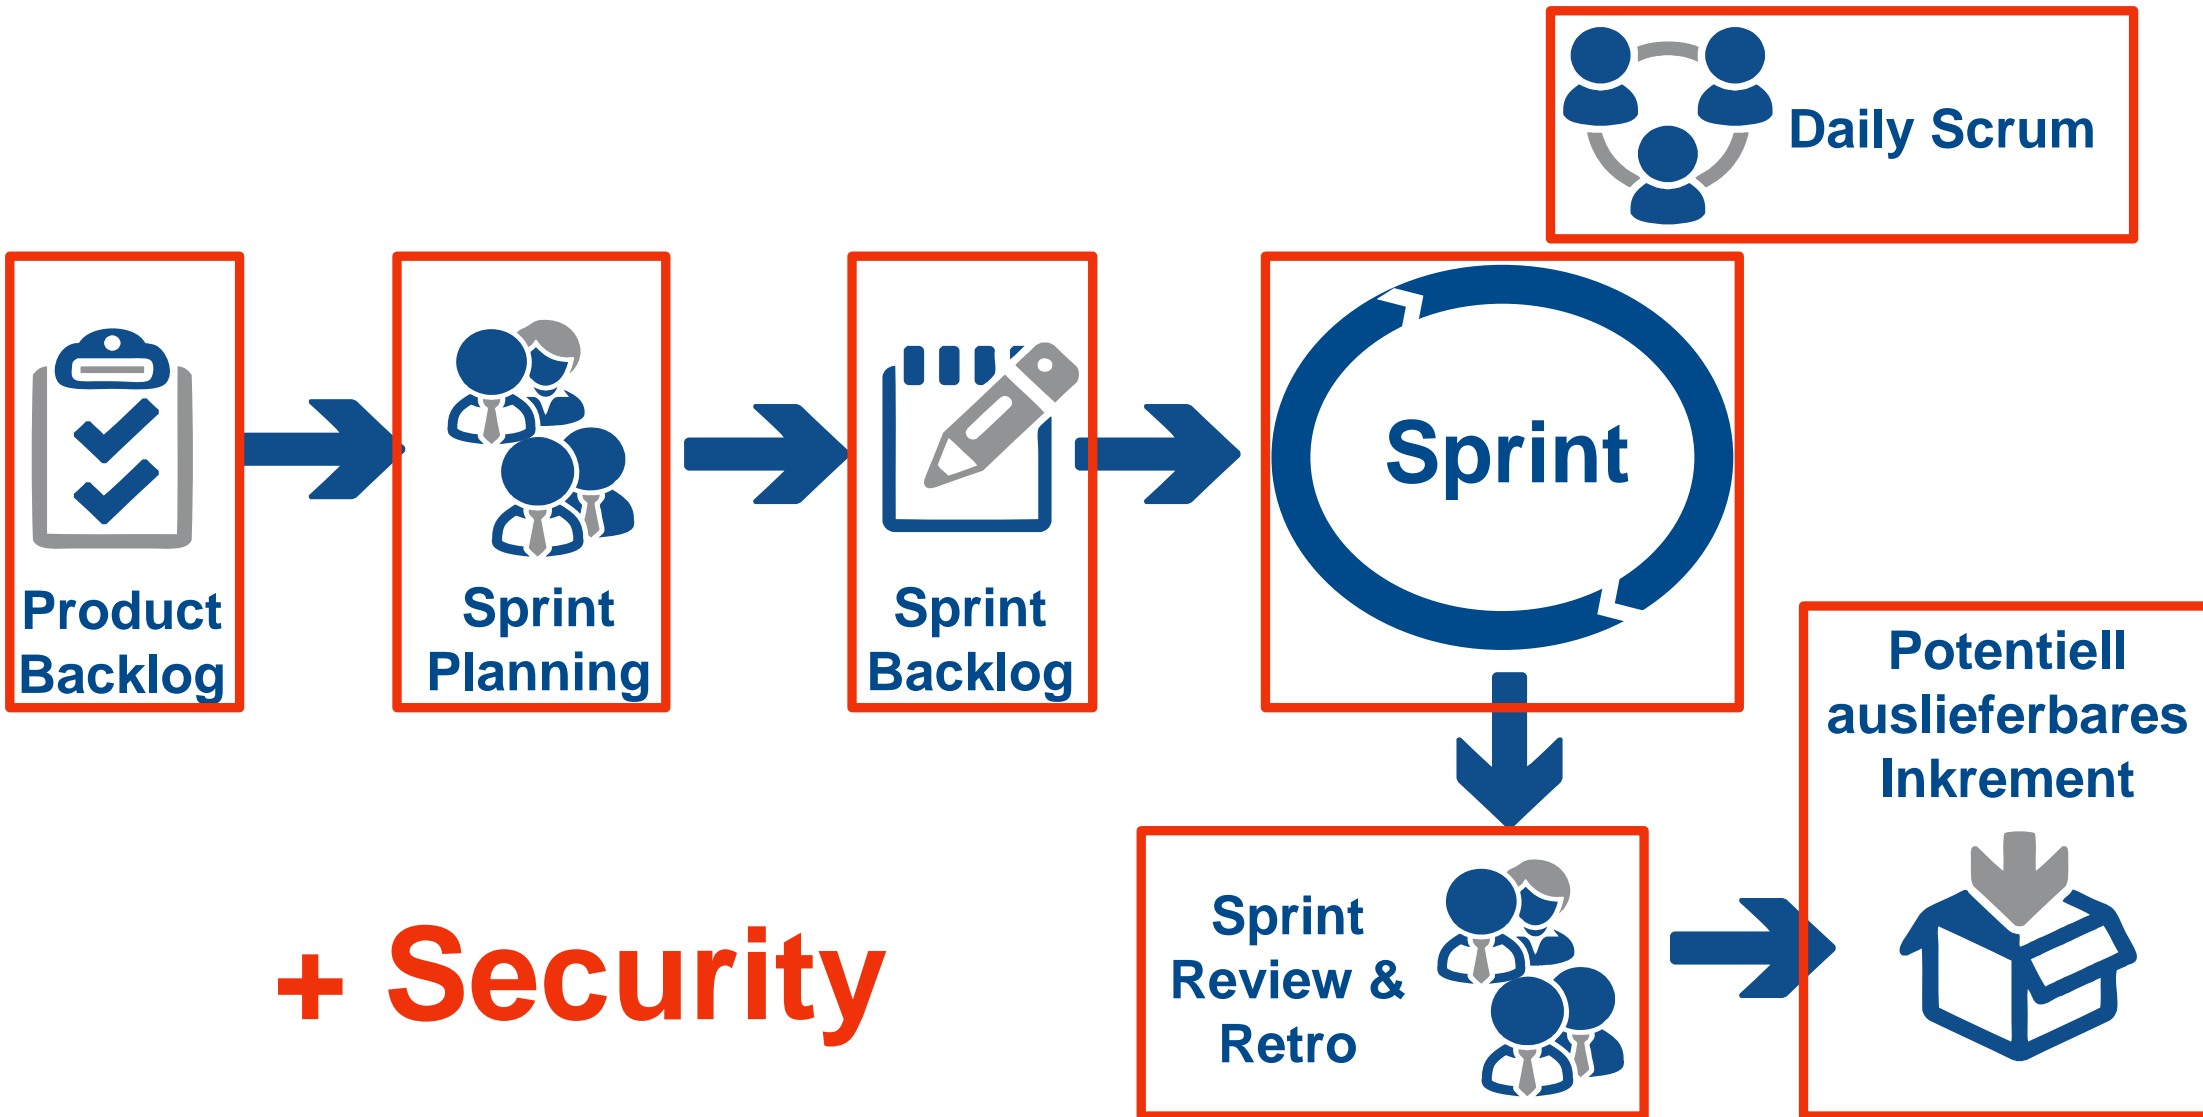 Daily Scrum
Product
Backlog
Sprint
Planning
Sprint
Backlog
Sprint
Potentiell
auslieferbares
Inkrement
Sprint
Review &
Retro
+ Security